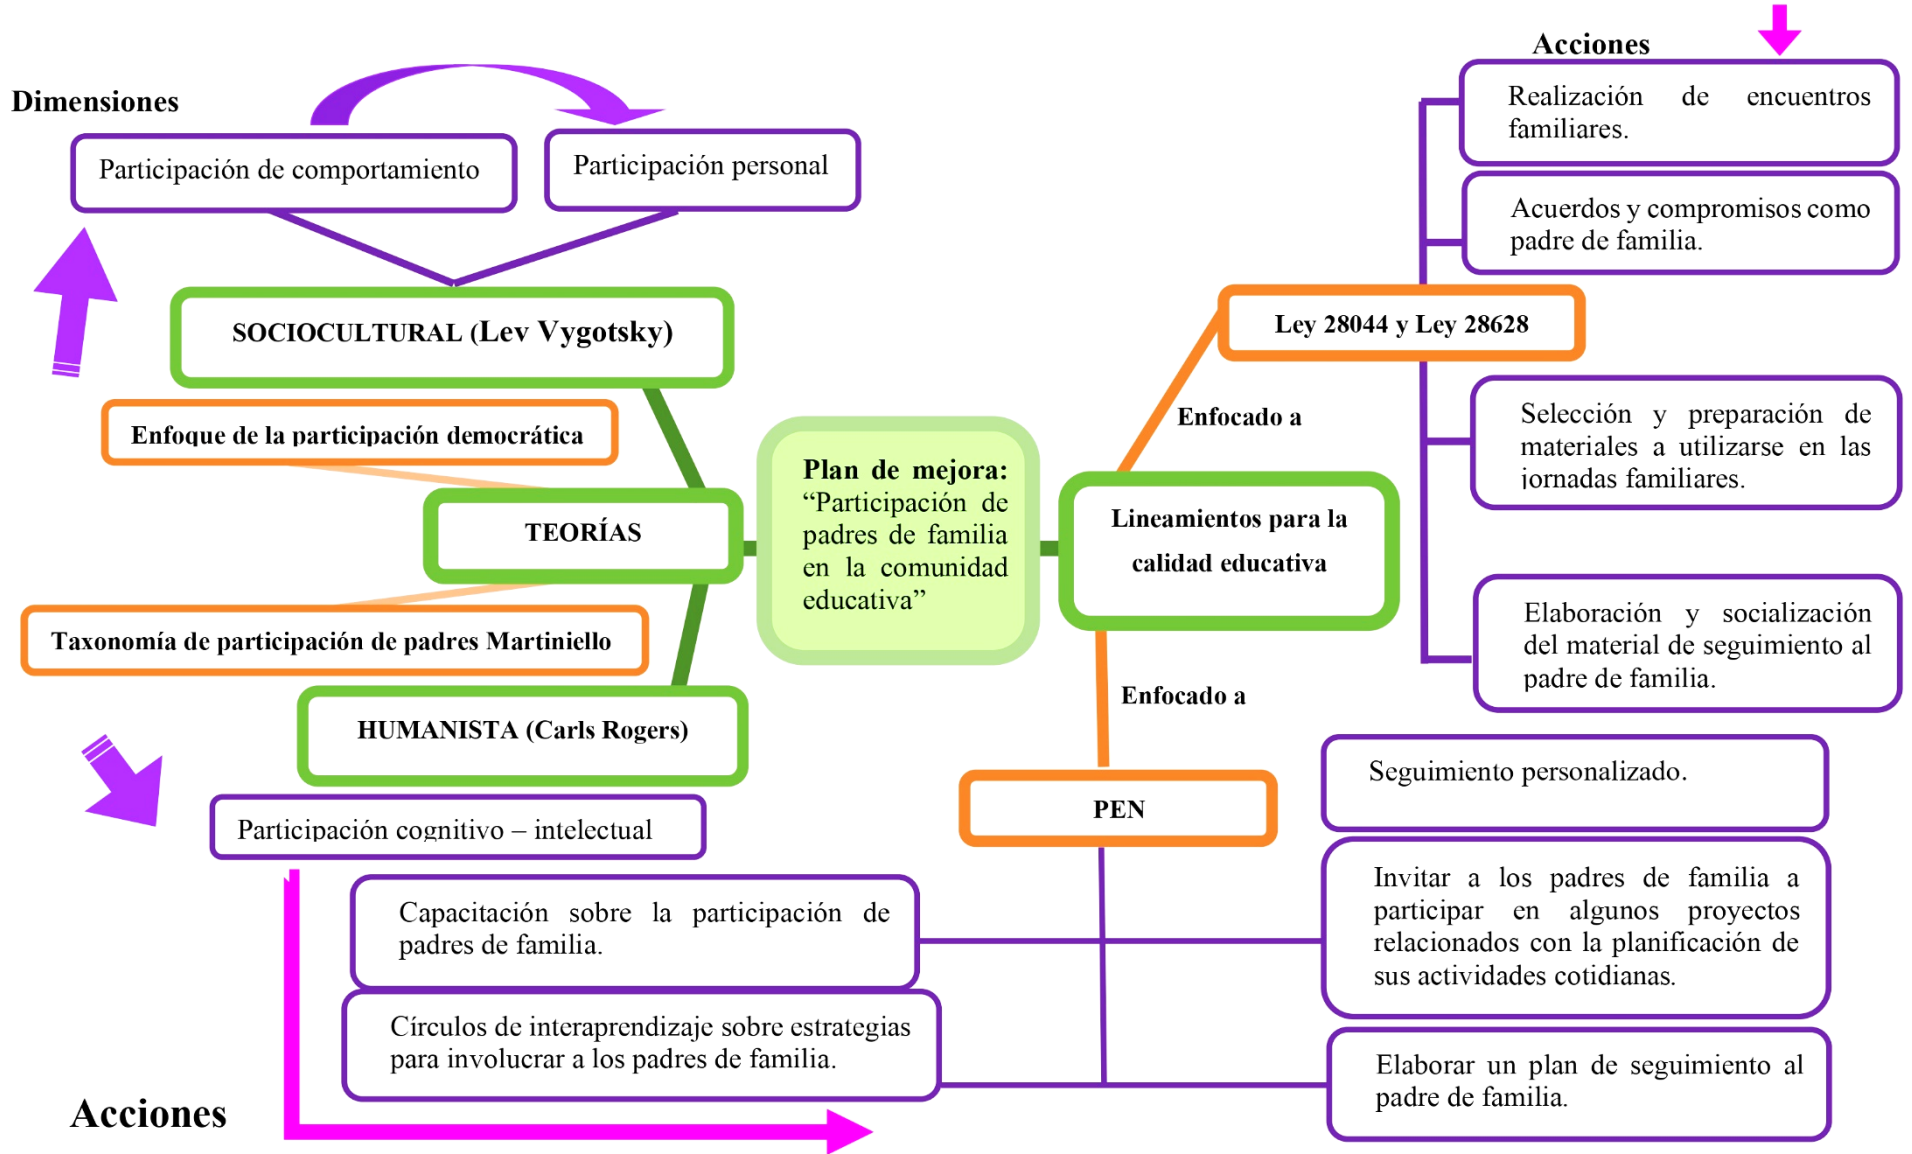 Dimensiones
Participación de comportamiento
Participación personal
SOCIOCULTURAL (Lev Vygotsky)
Enfoque de la participación democrática
TEORÍAS
Taxonomía de participación de padres Martiniello
HUMANISTA (Carls Rogers)
Participación cognitivo – intelectual
Plan de mejora:
“Participación de
padres de familia
en la comunidad
educativa”
Enfocado a
Lineamientos para la
calidad educativa
Enfocado a
Ley 28044 y Ley 28628
PEN
Acciones
Realización de encuentros
familiares.
Acuerdos y compromisos como
padre de familia.
Selección y preparación de
materiales a utilizarse en las
jornadas familiares.
Elaboración y socialización
del material de seguimiento al
padre de familia.
Seguimiento personalizado.
Invitar a los padres de familia a
participar en algunos proyectos
relacionados con la planificación de
sus actividades cotidianas.
Elaborar un plan de seguimiento al
padre de familia.
Capacitación sobre la participación de
padres de familia.
Círculos de interaprendizaje sobre estrategias
para involucrar a los padres de familia.
Acciones